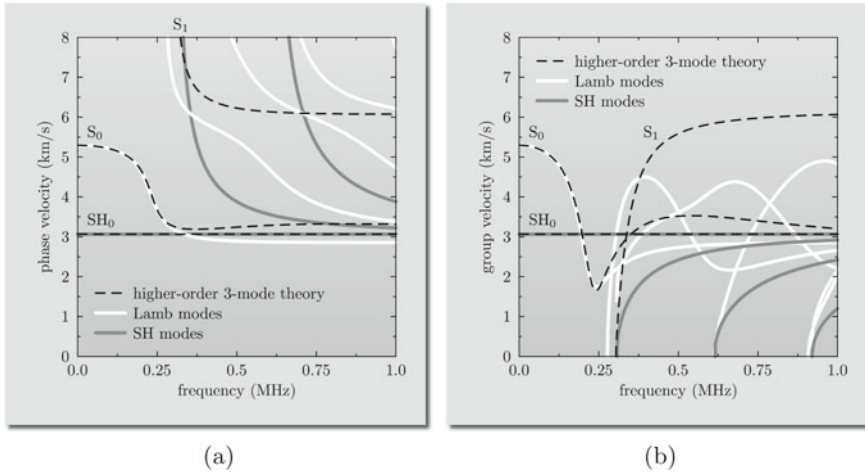 S1
8
7
6
5
4
3
2
1
0
phase velocity (km/s)
S0
SH0
higher-order 3-mode theory
Lamb modes
SH modes
0.00 0.25 0.5 0.75 1.0
frequency (MHz)
(a)
8
7
6
5
4
3
2
1
0
group velocity (km/s)
higher-order 3-mode theory
Lamb modes
SH modes
S0
S1
SH0
0.00 0.25 0.5 0.75 1.0
frequency (MHz)
(b)